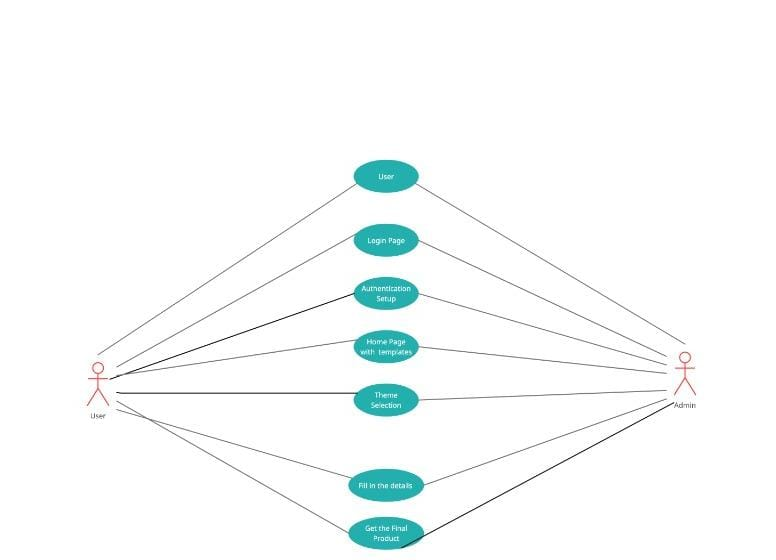 User
Login Page
Authentication
Setup
Home Page
with templates
Theme
Selection
User
Admin
Fill in the details
Get the Final
Product